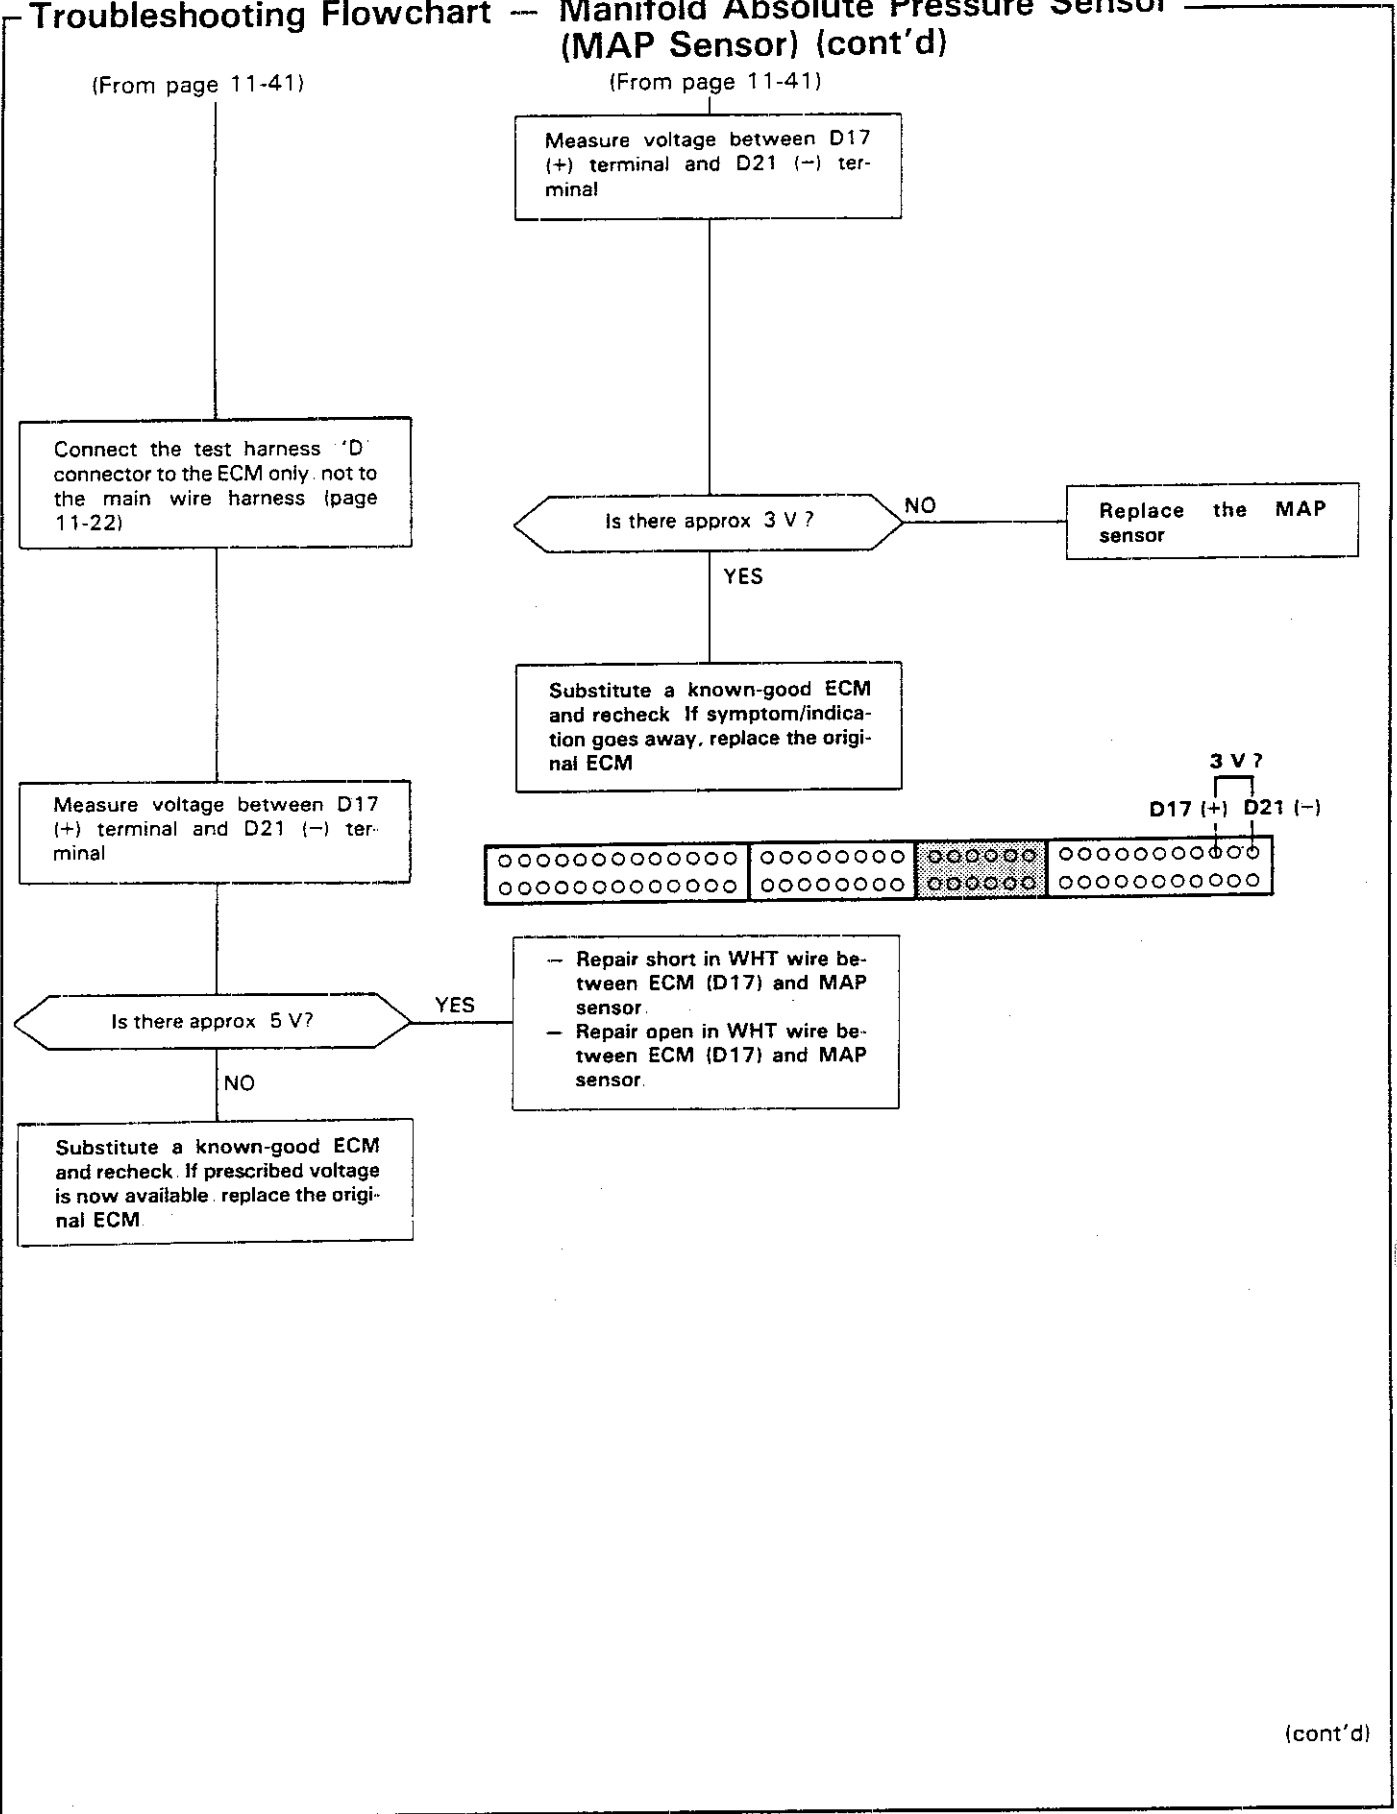 Troubleshooting Flowchart — Manifold Absolute Pressure Sensor
(MAP Sensor) (cont'd)
(From page 11-41)
Connect the test harness 'D'
connector to the ECM only, not to
the main wire harness (page
11-22)
Measure voltage between D17
(+) terminal and D21 (−) ter-
minal
Is there approx 5 V?
YES
NO
Substitute a known-good ECM
and recheck. If prescribed voltage
is now available, replace the origi-
nal ECM.
(From page 11-41)
Measure voltage between D17
(+) terminal and D21 (−) ter-
minal
Is there approx 3 V ?
NO
Replace the MAP
sensor
YES
Substitute a known-good ECM
and recheck If symptom/indica-
tion goes away, replace the origi-
nal ECM
3 V ?
D17 (+) D21 (−)
— Repair short in WHT wire be-
tween ECM (D17) and MAP
sensor.
— Repair open in WHT wire be-
tween ECM (D17) and MAP
sensor.
(cont'd)